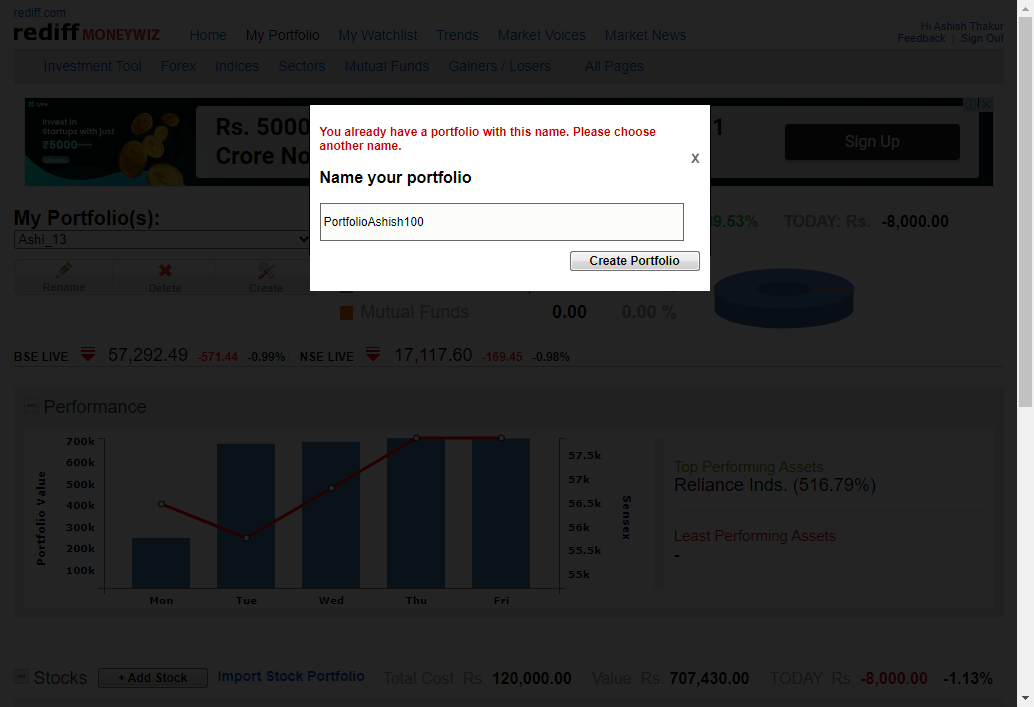 rediff.com
rediff MONEYWIZ
Home My Portfolio My Watchlist Trends Market Voices Market News
Hi Ashish Thakur
Feedback | Sign Out
Investment Tool Forex Indices Sectors Mutual Funds Gainers / Losers All Pages
Invest in
Startups with just
₹5000
Rs. 5000
1
Crore No
Sign Up
You already have a portfolio with this name. Please choose
another name.
X
Name your portfolio
PortfolioAshish100
Create Portfolio
My Portfolio(s):
Ashi_13
Rename Delete Create
9.53% TODAY: Rs. -8,000.00
Mutual Funds 0.00 0.00 %
BSE LIVE 57,292.49 -571.44 -0.99% NSE LIVE 17,117.60 -169.45 -0.98%
Performance
Portfolio Value
700k
600k
500k
400k
300k
200k
100k
Mon Tue Wed Thu Fri
57.5k
57k
56.5k
56k
55.5k
55k
Sensex
Top Performing Assets
Reliance Inds. (516.79%)
Least Performing Assets
-
Stocks + Add Stock Import Stock Portfolio Total Cost Rs. 120,000.00 Value Rs. 707,430.00 TODAY: Rs. -8,000.00 -1.13%